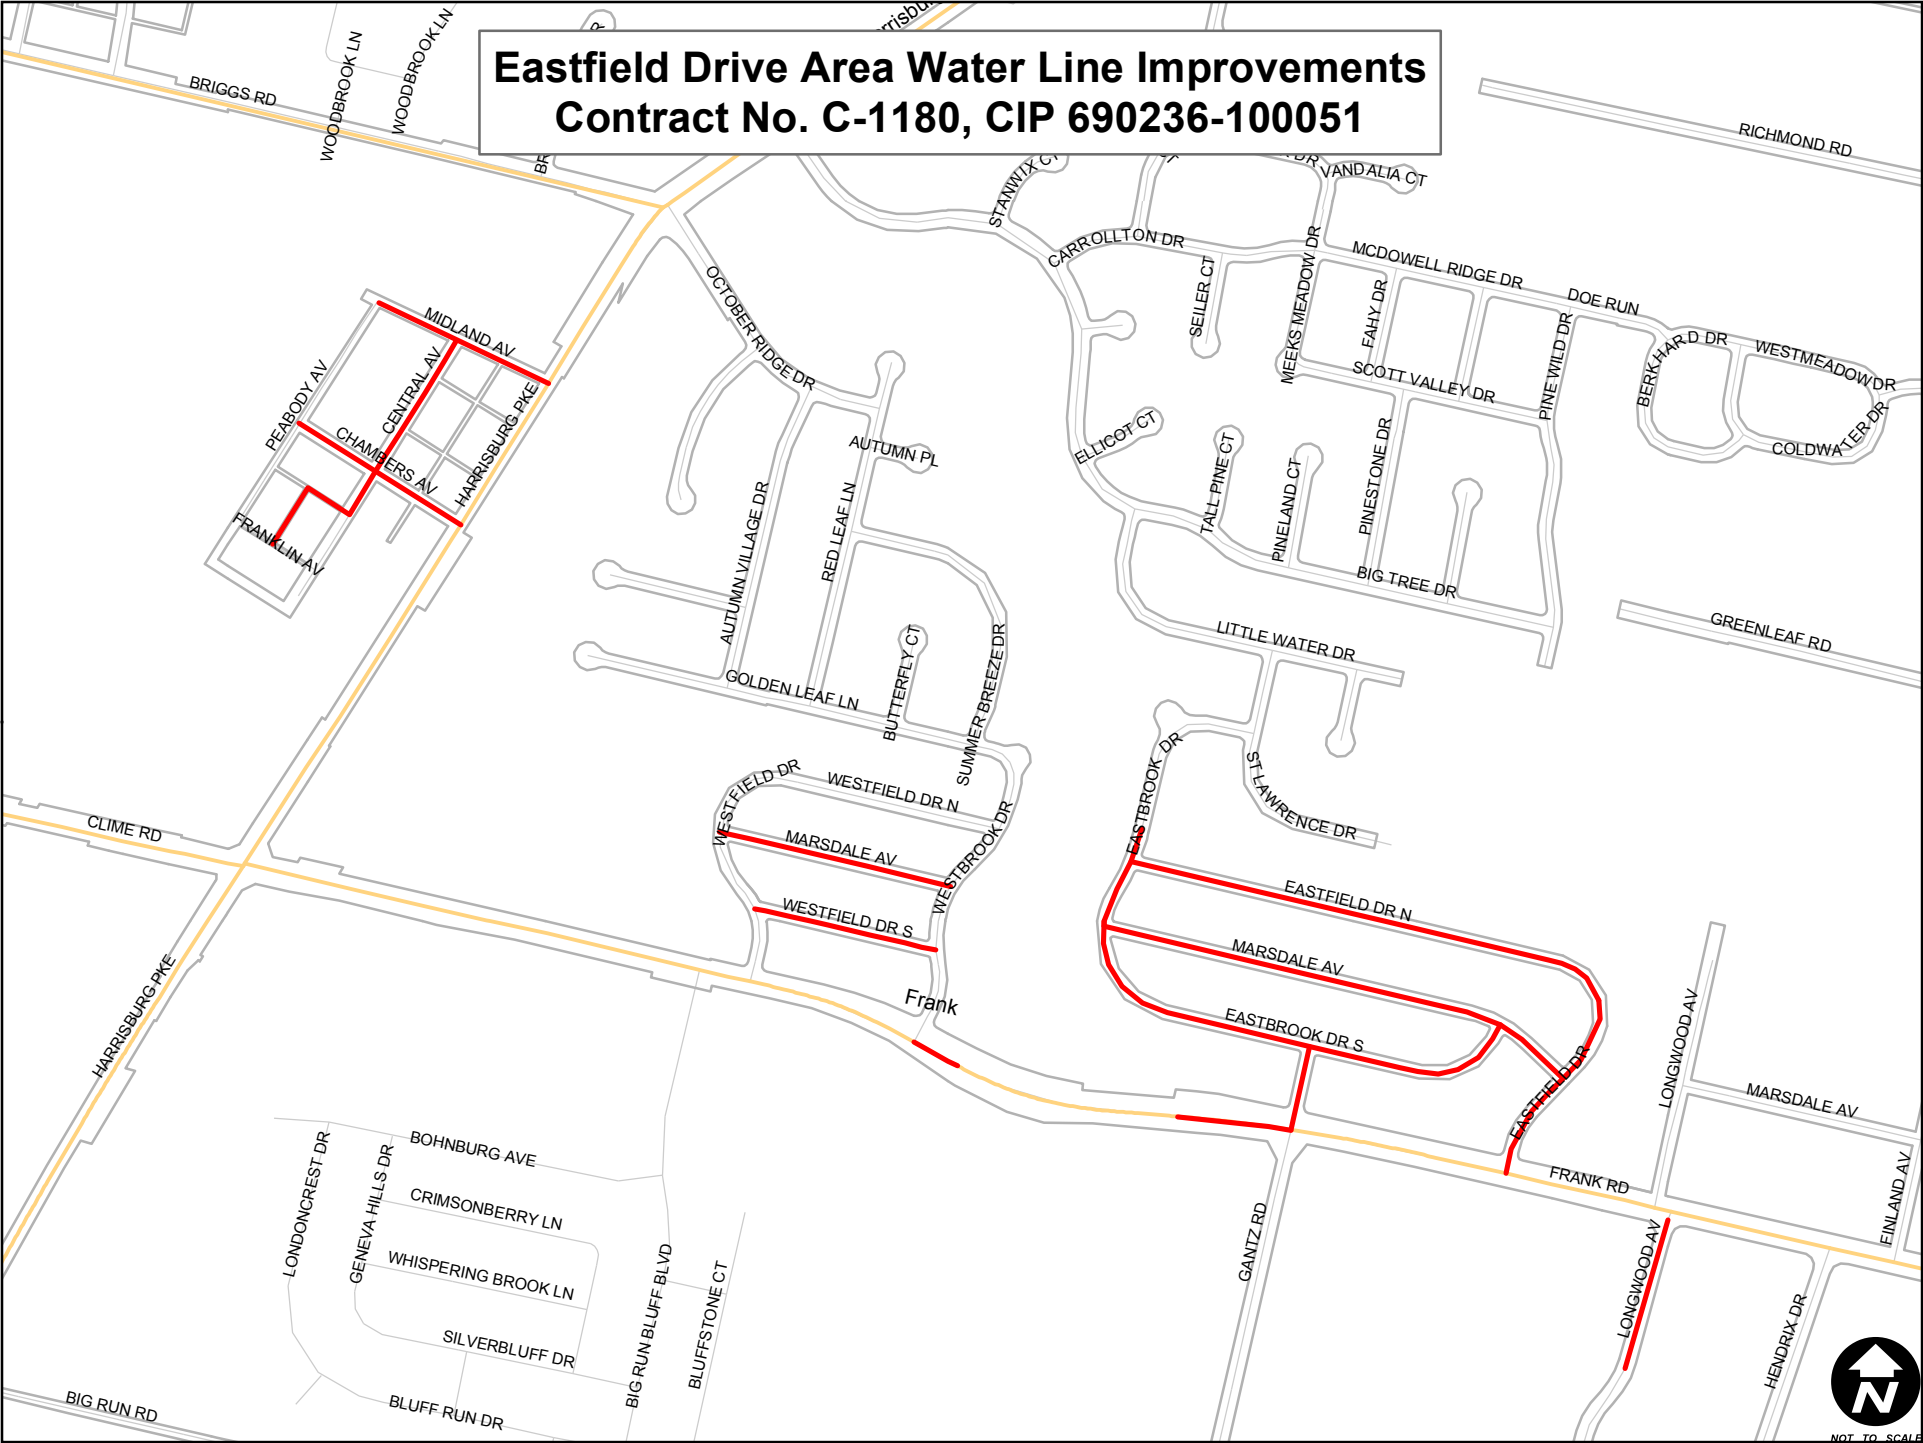 Eastfield Drive Area Water Line Improvements
Contract No. C-1180, CIP 690236-100051
WOODBROOK LN
WOODBROOK LN
BRIGGS RD
RICHMOND RD
STANWIX CT
VANDALIA CT
CARROLLTON DR
MCDOWELL RIDGE DR
DOE RUN
SEILER CT
MEEKS MEADOW DR
FAHY DR
PINE WILD DR
BERKHARD DR
WESTMEADOW DR
SCOTT VALLEY DR
COLDWATER DR
OCTOBER RIDGE DR
MIDLAND AV
CENTRAL AV
PEABODY AV
CHAMBERS AV
HARRISBURG PKE
FRANKLIN AV
AUTUMN PL
ELLICOT CT
TALL PINE CT
PINELAND CT
PINESTONE DR
AUTUMN VILLAGE DR
RED LEAF LN
BIG TREE DR
LITTLE WATER DR
GREENLEAF RD
BUTTERFLY CT
SUMMER BREEZE DR
GOLDEN LEAF LN
EASTBROOK DR
ST LAWRENCE DR
WESTFIELD DR
WESTFIELD DR N
CLIME RD
MARSDALE AV
WESTBROOK DR
WESTFIELD DR S
EASTFIELD DR N
MARSDALE AV
HARRISBURG PKE
Frank
EASTBROOK DR S
EASTFIELD DR
LONGWOOD AV
MARSDALE AV
FRANK RD
FINLAND AV
BOHNBURG AVE
LONDONCREST DR
GENEVA HILLS DR
CRIMSONBERRY LN
WHISPERING BROOK LN
SILVERBLUFF DR
BIG RUN BLUFF BLVD
BLUFFSTONE CT
GANTZ RD
LONGWOOD AV
HENDRIX DR
BIG RUN RD
BLUFF RUN DR
N
NOT TO SCALE